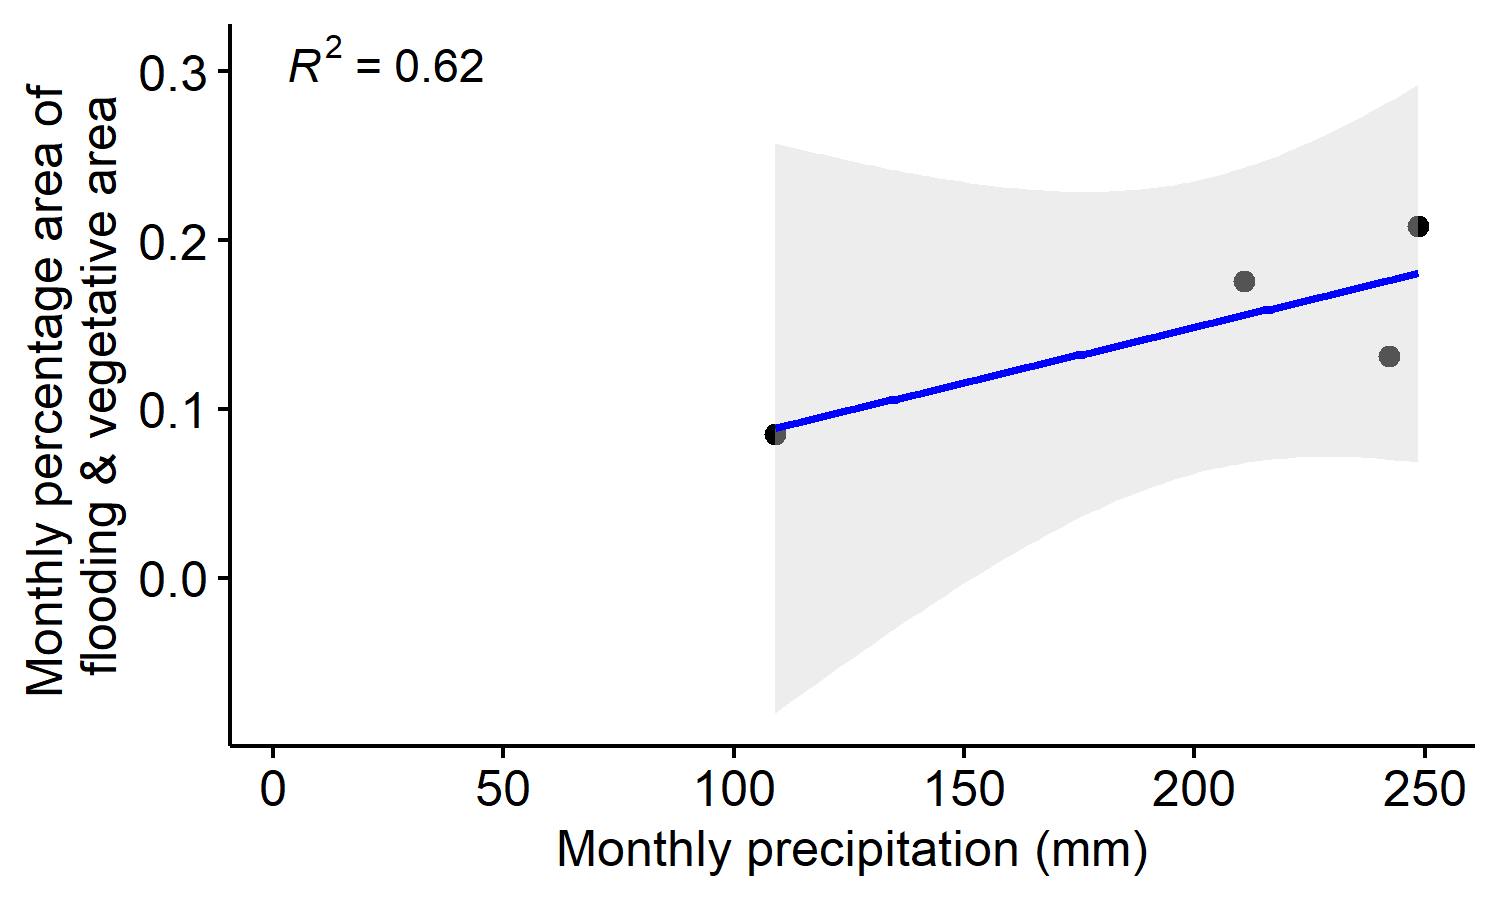 R² = 0.62
0.3
0.2
0.1
0.0
Monthly percentage area of
flooding & vegetative area
0 50 100 150 200 250
Monthly precipitation (mm)